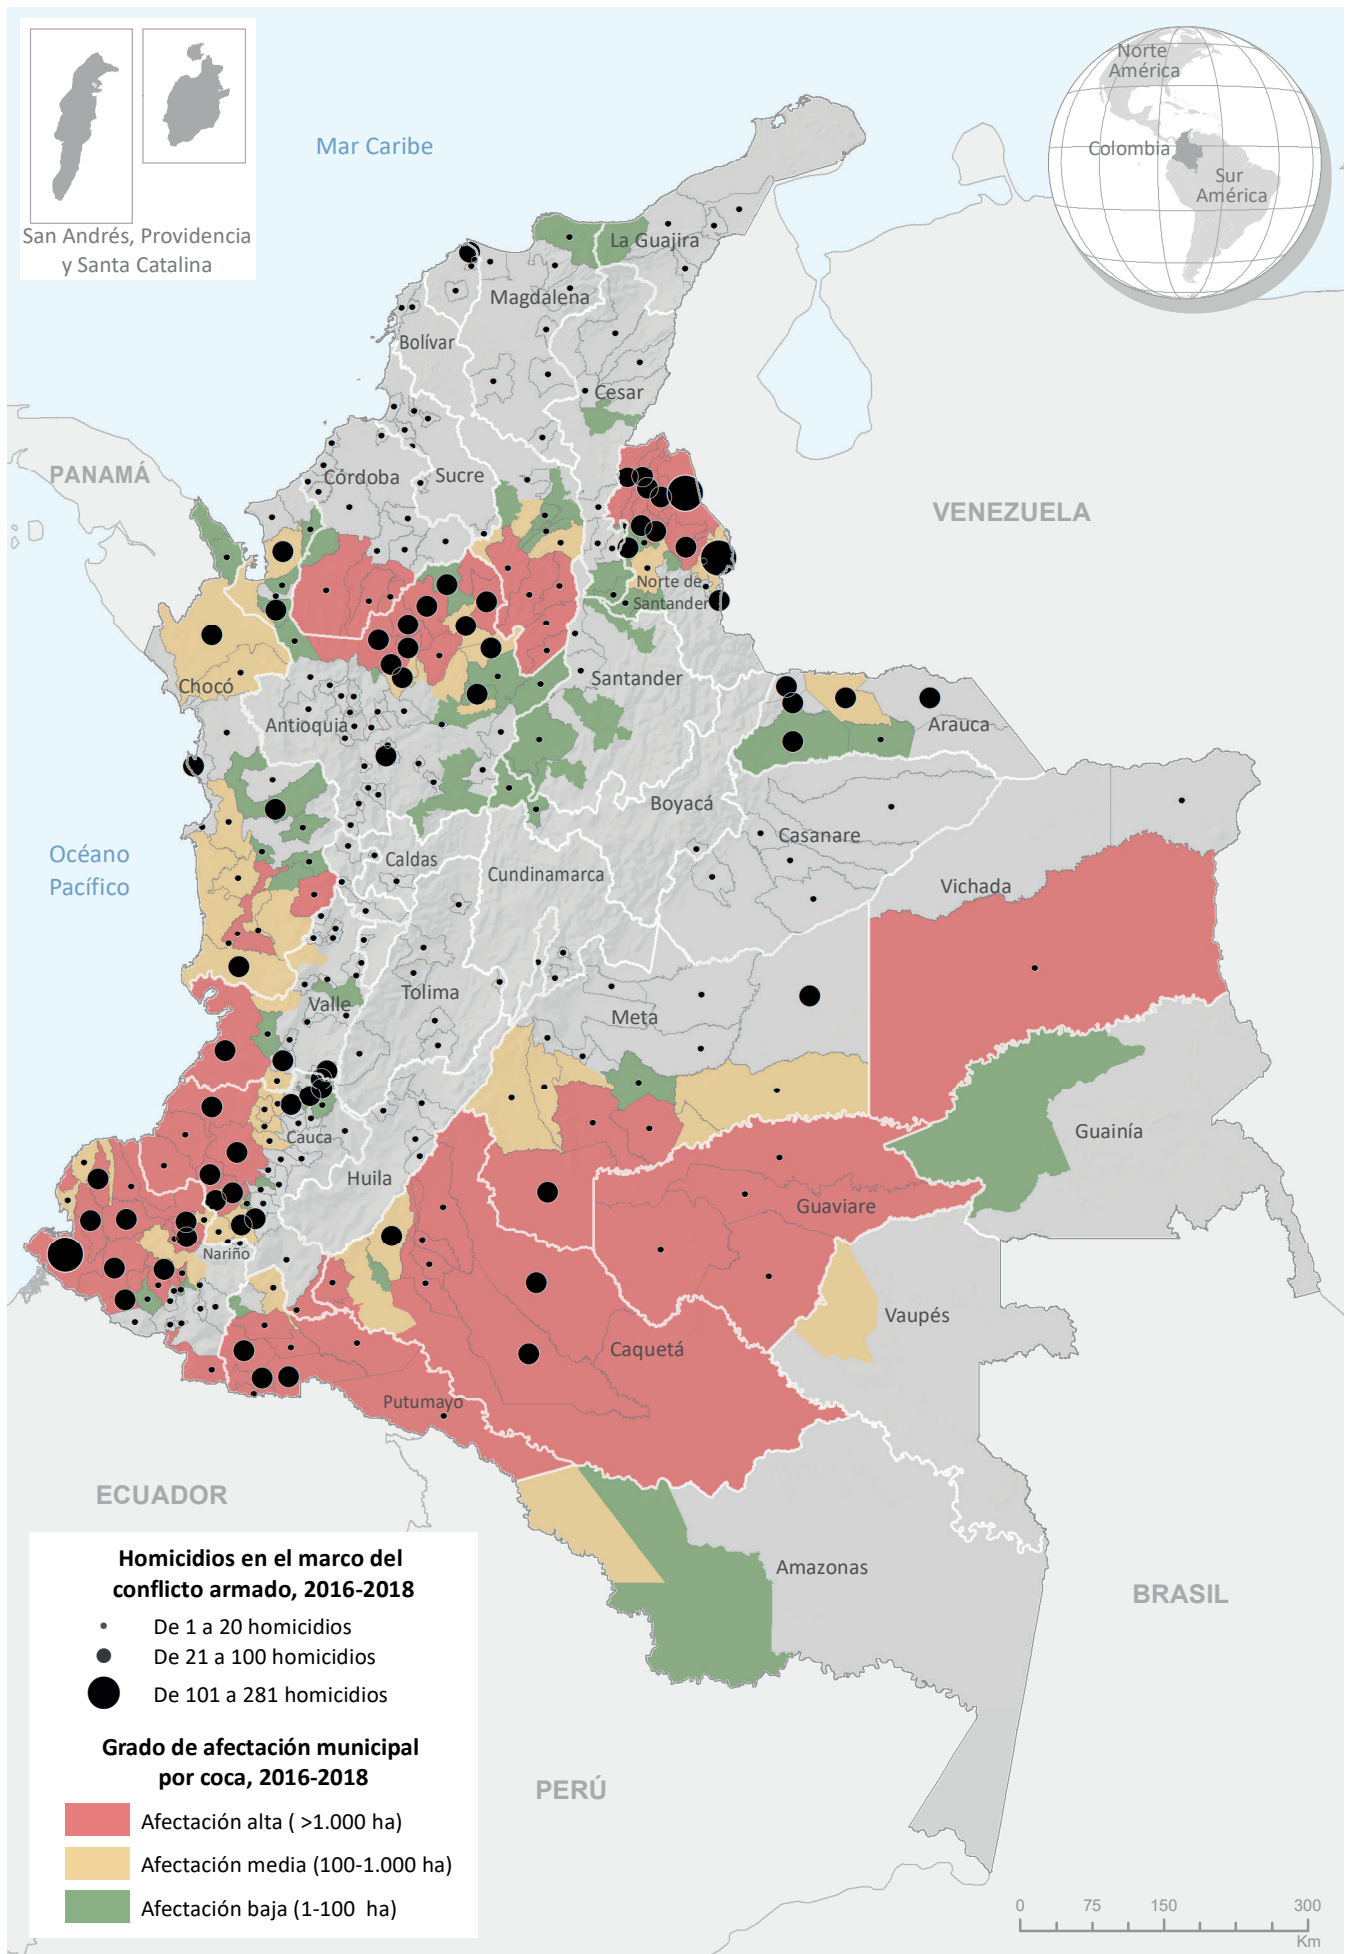 San Andrés, Providencia
y Santa Catalina
Mar Caribe
Norte
América
Colombia
Sur
América
PANAMÁ
VENEZUELA
La Guajira
Magdalena
Bolívar
Cesar
Córdoba
Sucre
Norte de
Santander
Santander
Chocó
Antioquia
Arauca
Boyacá
Casanare
Océano
Pacífico
Caldas
Cundinamarca
Vichada
Valle
Tolima
Meta
Guainía
Cauca
Huila
Guaviare
Nariño
Vaupés
Caquetá
Putumayo
ECUADOR
Amazonas
BRASIL
PERÚ
Homicidios en el marco del
conflicto armado, 2016-2018
De 1 a 20 homicidios
De 21 a 100 homicidios
De 101 a 281 homicidios
Grado de afectación municipal
por coca, 2016-2018
Afectación alta ( >1.000 ha)
Afectación media (100-1.000 ha)
Afectación baja (1-100 ha)
0 75 150 300
Km